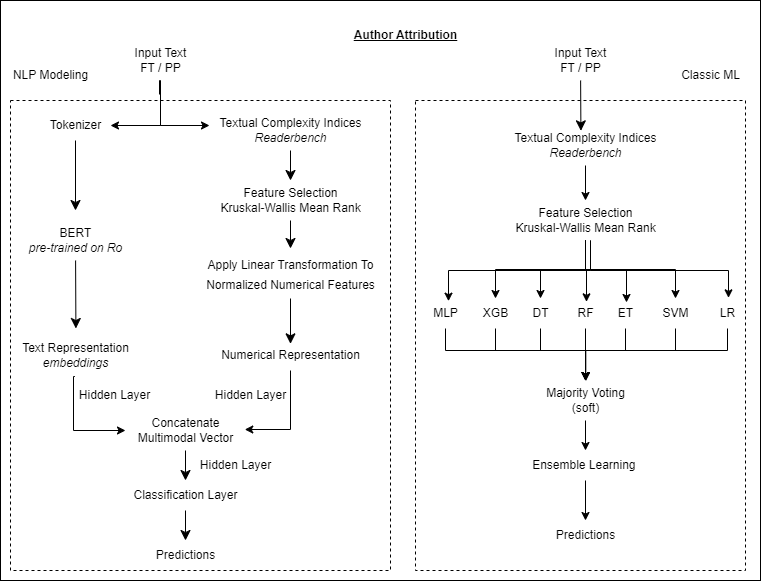 Author Attribution
NLP Modeling
Input Text
FT / PP
Tokenizer
Textual Complexity Indices
Readerbench
Feature Selection
Kruskal-Wallis Mean Rank
BERT
pre-trained on Ro
Apply Linear Transformation To
Normalized Numerical Features
Text Representation
embeddings
Numerical Representation
Hidden Layer
Hidden Layer
Concatenate
Multimodal Vector
Hidden Layer
Classification Layer
Predictions
Input Text
FT / PP
Classic ML
Textual Complexity Indices
Readerbench
Feature Selection
Kruskal-Wallis Mean Rank
MLP XGB DT RF ET SVM LR
Majority Voting
(soft)
Ensemble Learning
Predictions